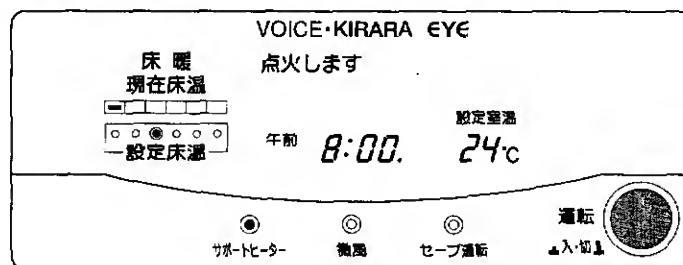 VOICE・KIRARA EYE
床暖
現在床温
点火します
設定床温
午前 8:00.
設定室温
24℃
サポートヒーター
微風
セーブ運転
運転
入・切